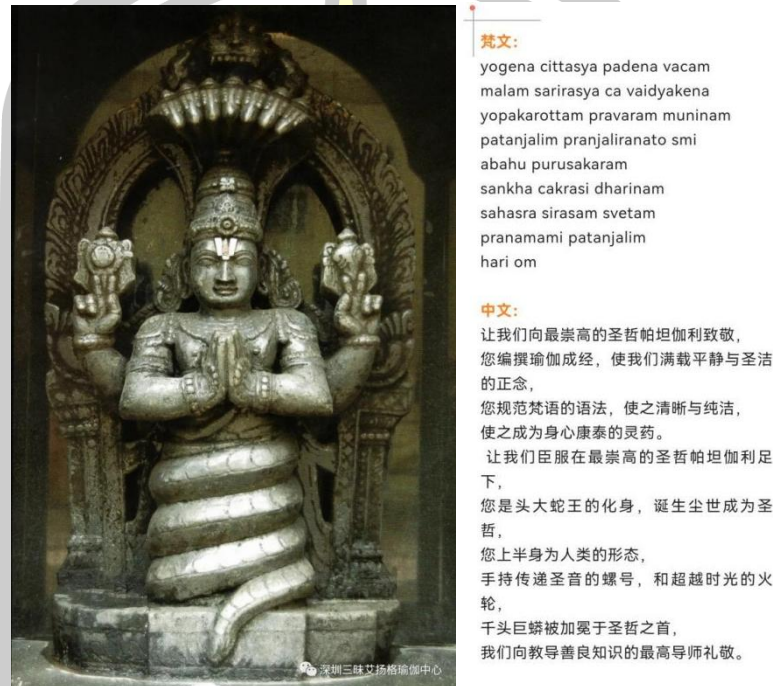 梵文：
yogena cittasya padena vacam
malam sarirasya ca vaidyakena
yopakarottam pravaram muninam
patanjalim pranjaliranato smi
abahu purusakaram
sankha cakrasi dharinam
sahasra sirasam svetam
pranamami patanjalim
hari om
中文：
让我们向最崇高的圣哲帕坦伽利致敬，
您编撰瑜伽成经，使我们满载平静与圣洁
的正念，
您规范梵语的语法，使之清晰与纯洁，
使之成为身心康泰的灵药。
让我们臣服在最崇高的圣哲帕坦伽利足
下，
您是头大蛇王的化身，诞生尘世成为圣
哲，
您上半身为人类的形态，
手持传递圣音的螺号，和超越时光的火
轮，
千头巨蟒被加冕于圣哲之首，
我们向教导善良知识的最高导师礼敬。
深圳三昧艾扬格瑜伽中心